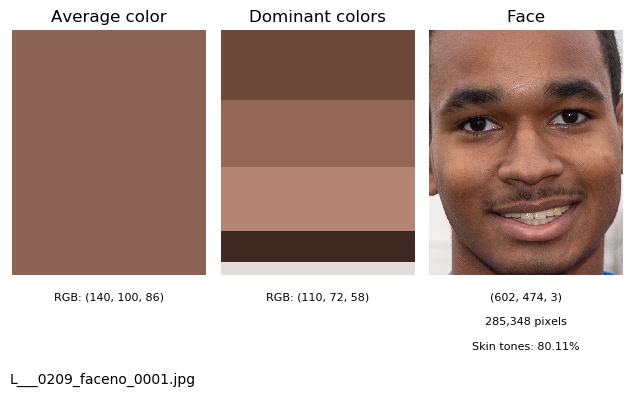 Average color
Dominant colors
Face
RGB: (140, 100, 86)
RGB: (110, 72, 58)
(602, 474, 3)
285,348 pixels
Skin tones: 80.11%
L___0209_faceno_0001.jpg